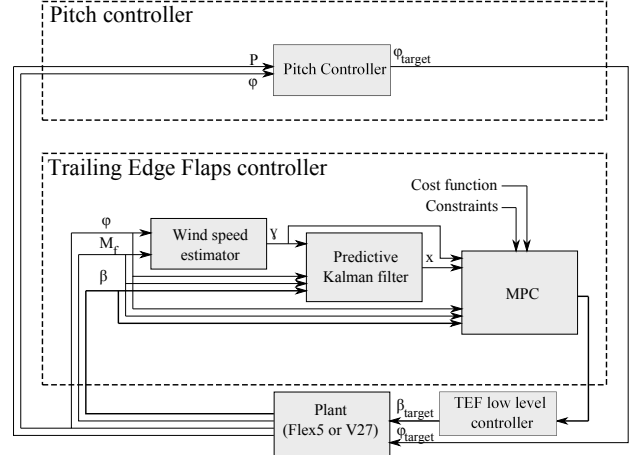 Pitch controller
P
φ
Pitch Controller
φtarget
Trailing Edge Flaps controller
Cost function
Constraints
φ
Mf
β
Wind speed
estimator
γ
Predictive
Kalman filter
x
MPC
Plant
(Flex5 or V27)
βtarget
φtarget
TEF low level
controller